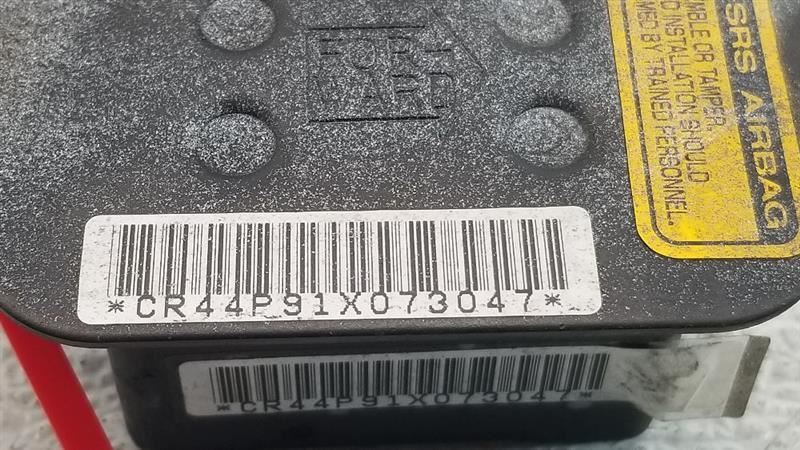 FOR-
WARD
SRS AIRBAG
MBLE OR TAMPER.
D INSTALLATION SHOULD
MED BY TRAINED PERSONNEL.
*CR44P91X073047*
*CR44P91X073047*